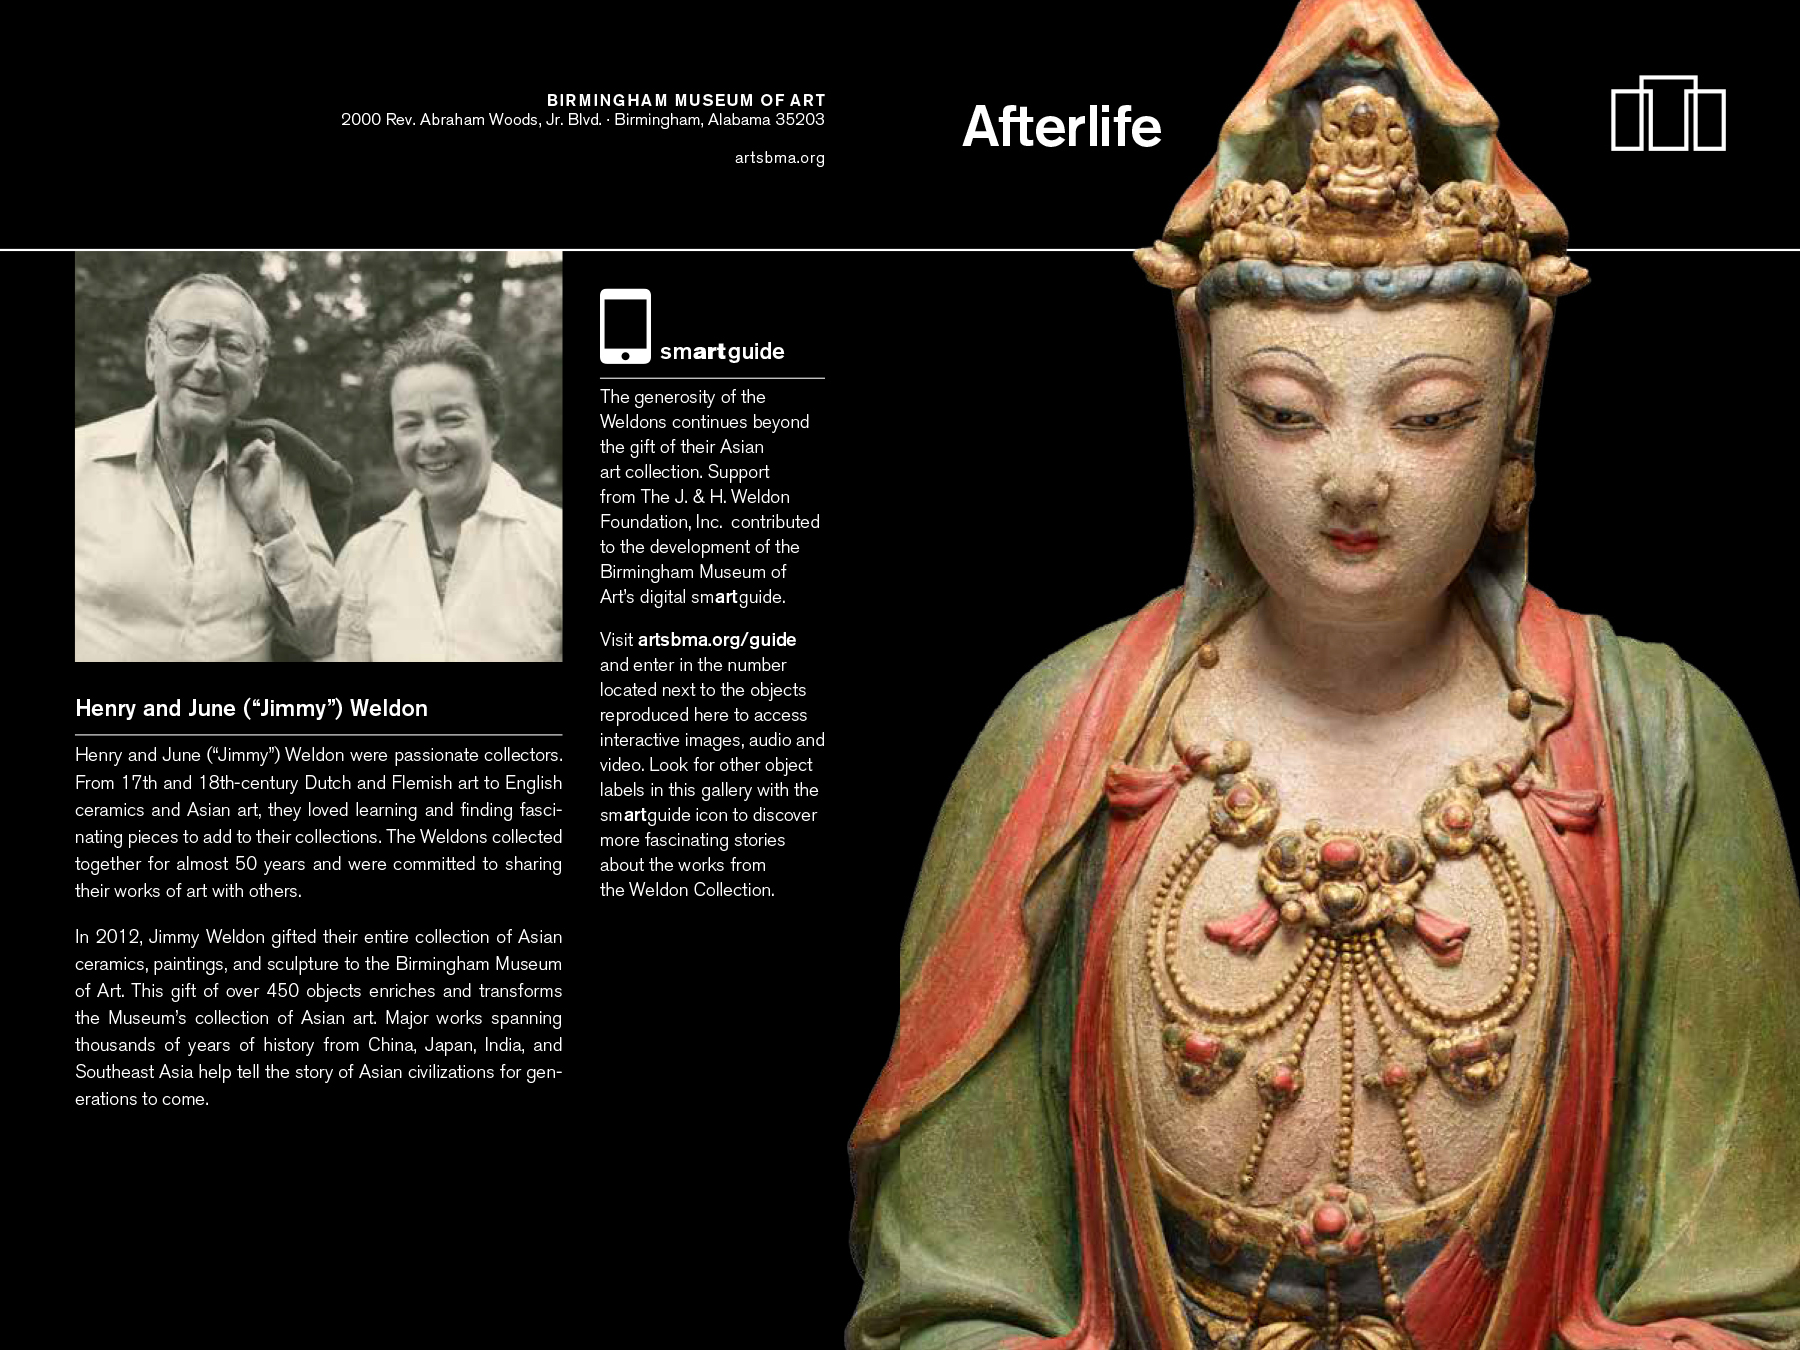 BIRMINGHAM MUSEUM OF ART
2000 Rev. Abraham Woods, Jr. Blvd. · Birmingham, Alabama 35203
artsbma.org
Henry and June (“Jimmy”) Weldon
Henry and June (“Jimmy”) Weldon were passionate collectors.
From 17th and 18th-century Dutch and Flemish art to English
ceramics and Asian art, they loved learning and finding fasci-
nating pieces to add to their collections. The Weldons collected
together for almost 50 years and were committed to sharing
their works of art with others.
In 2012, Jimmy Weldon gifted their entire collection of Asian
ceramics, paintings, and sculpture to the Birmingham Museum
of Art. This gift of over 450 objects enriches and transforms
the Museum’s collection of Asian art. Major works spanning
thousands of years of history from China, Japan, India, and
Southeast Asia help tell the story of Asian civilizations for gen-
erations to come.
smartguide
The generosity of the
Weldons continues beyond
the gift of their Asian
art collection. Support
from The J. & H. Weldon
Foundation, Inc. contributed
to the development of the
Birmingham Museum of
Art’s digital smartguide.
Visit artsbma.org/guide
and enter in the number
located next to the objects
reproduced here to access
interactive images, audio and
video. Look for other object
labels in this gallery with the
smartguide icon to discover
more fascinating stories
about the works from
the Weldon Collection.
Afterlife